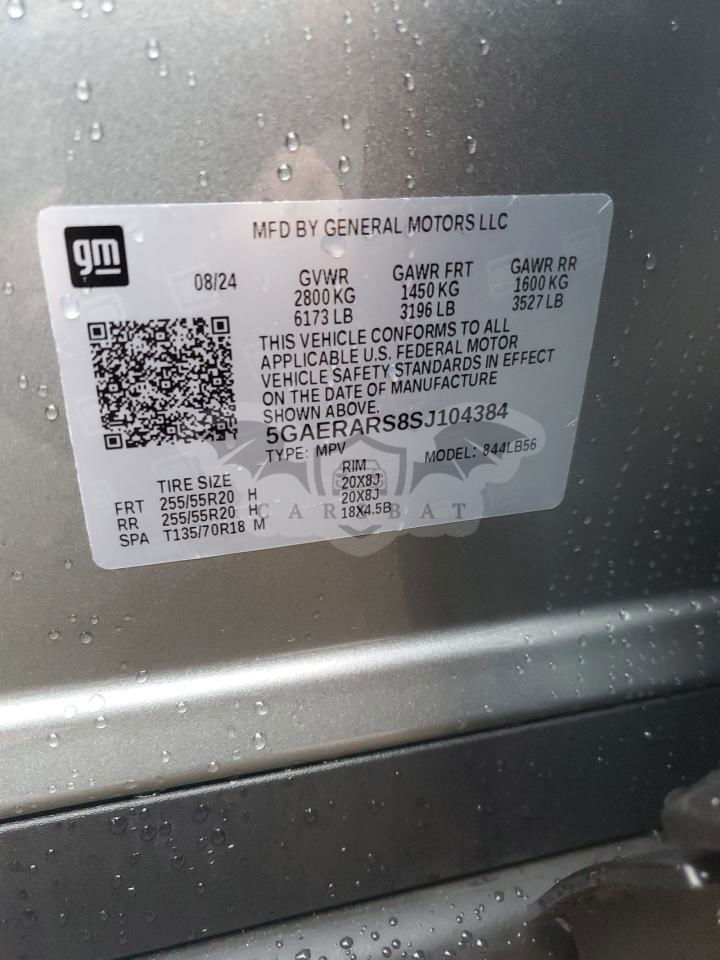 gm
MFD BY GENERAL MOTORS LLC
08/24
GVWR GAWR FRT GAWR RR
2800 KG 1450 KG 1600 KG
6173 LB 3196 LB 3527 LB
THIS VEHICLE CONFORMS TO ALL
APPLICABLE U.S. FEDERAL MOTOR
VEHICLE SAFETY STANDARDS IN EFFECT
ON THE DATE OF MANUFACTURE
SHOWN ABOVE.
5GAERARS8SJ104384
TYPE: MPV MODEL: 844LB56
TIRE SIZE RIM
FRT 255/55R20 H 20X8J
RR 255/55R20 H 20X8J
SPA T135/70R18 M 18X4.5B
CARSBAT